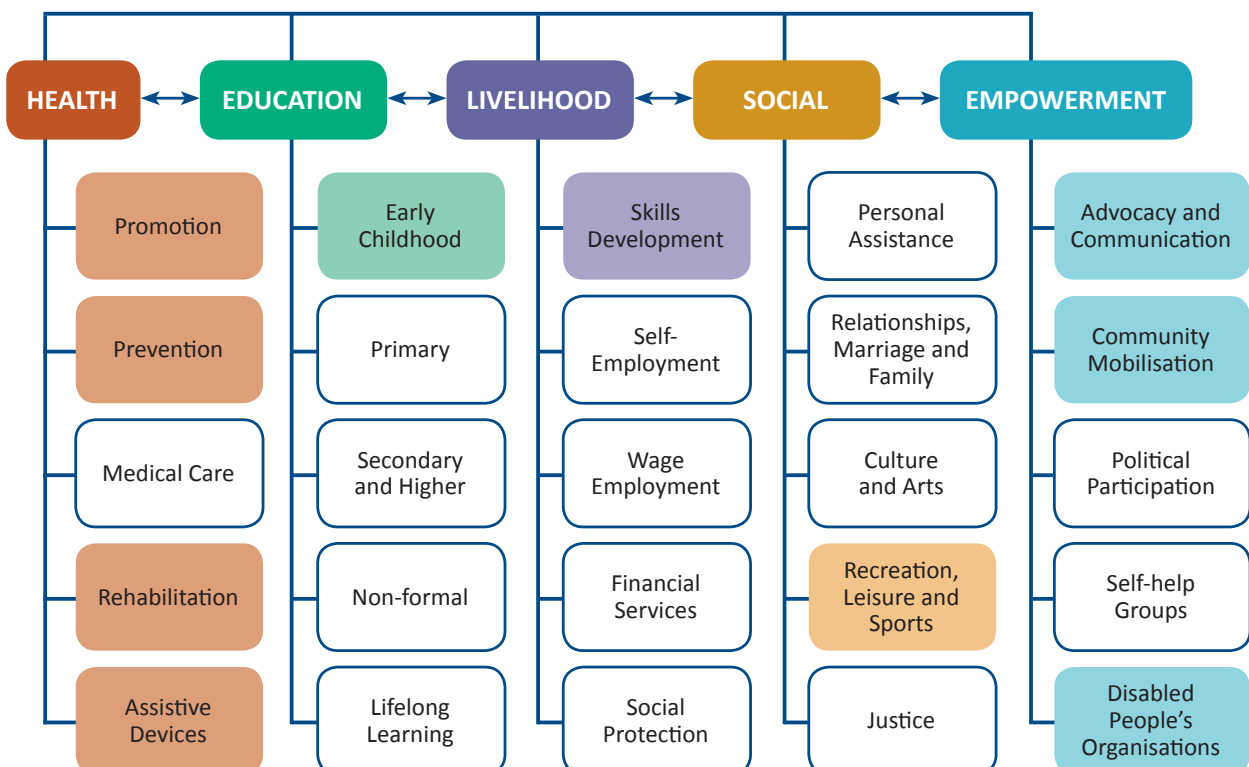 HEALTH
EDUCATION
LIVELIHOOD
SOCIAL
EMPOWERMENT
Promotion
Prevention
Medical Care
Rehabilitation
Assistive
Devices
Early
Childhood
Primary
Secondary
and Higher
Non-formal
Lifelong
Learning
Skills
Development
Self-
Employment
Wage
Employment
Financial
Services
Social
Protection
Personal
Assistance
Relationships,
Marriage and
Family
Culture
and Arts
Recreation,
Leisure and
Sports
Justice
Advocacy and
Communication
Community
Mobilisation
Political
Participation
Self-help
Groups
Disabled
People’s
Organisations